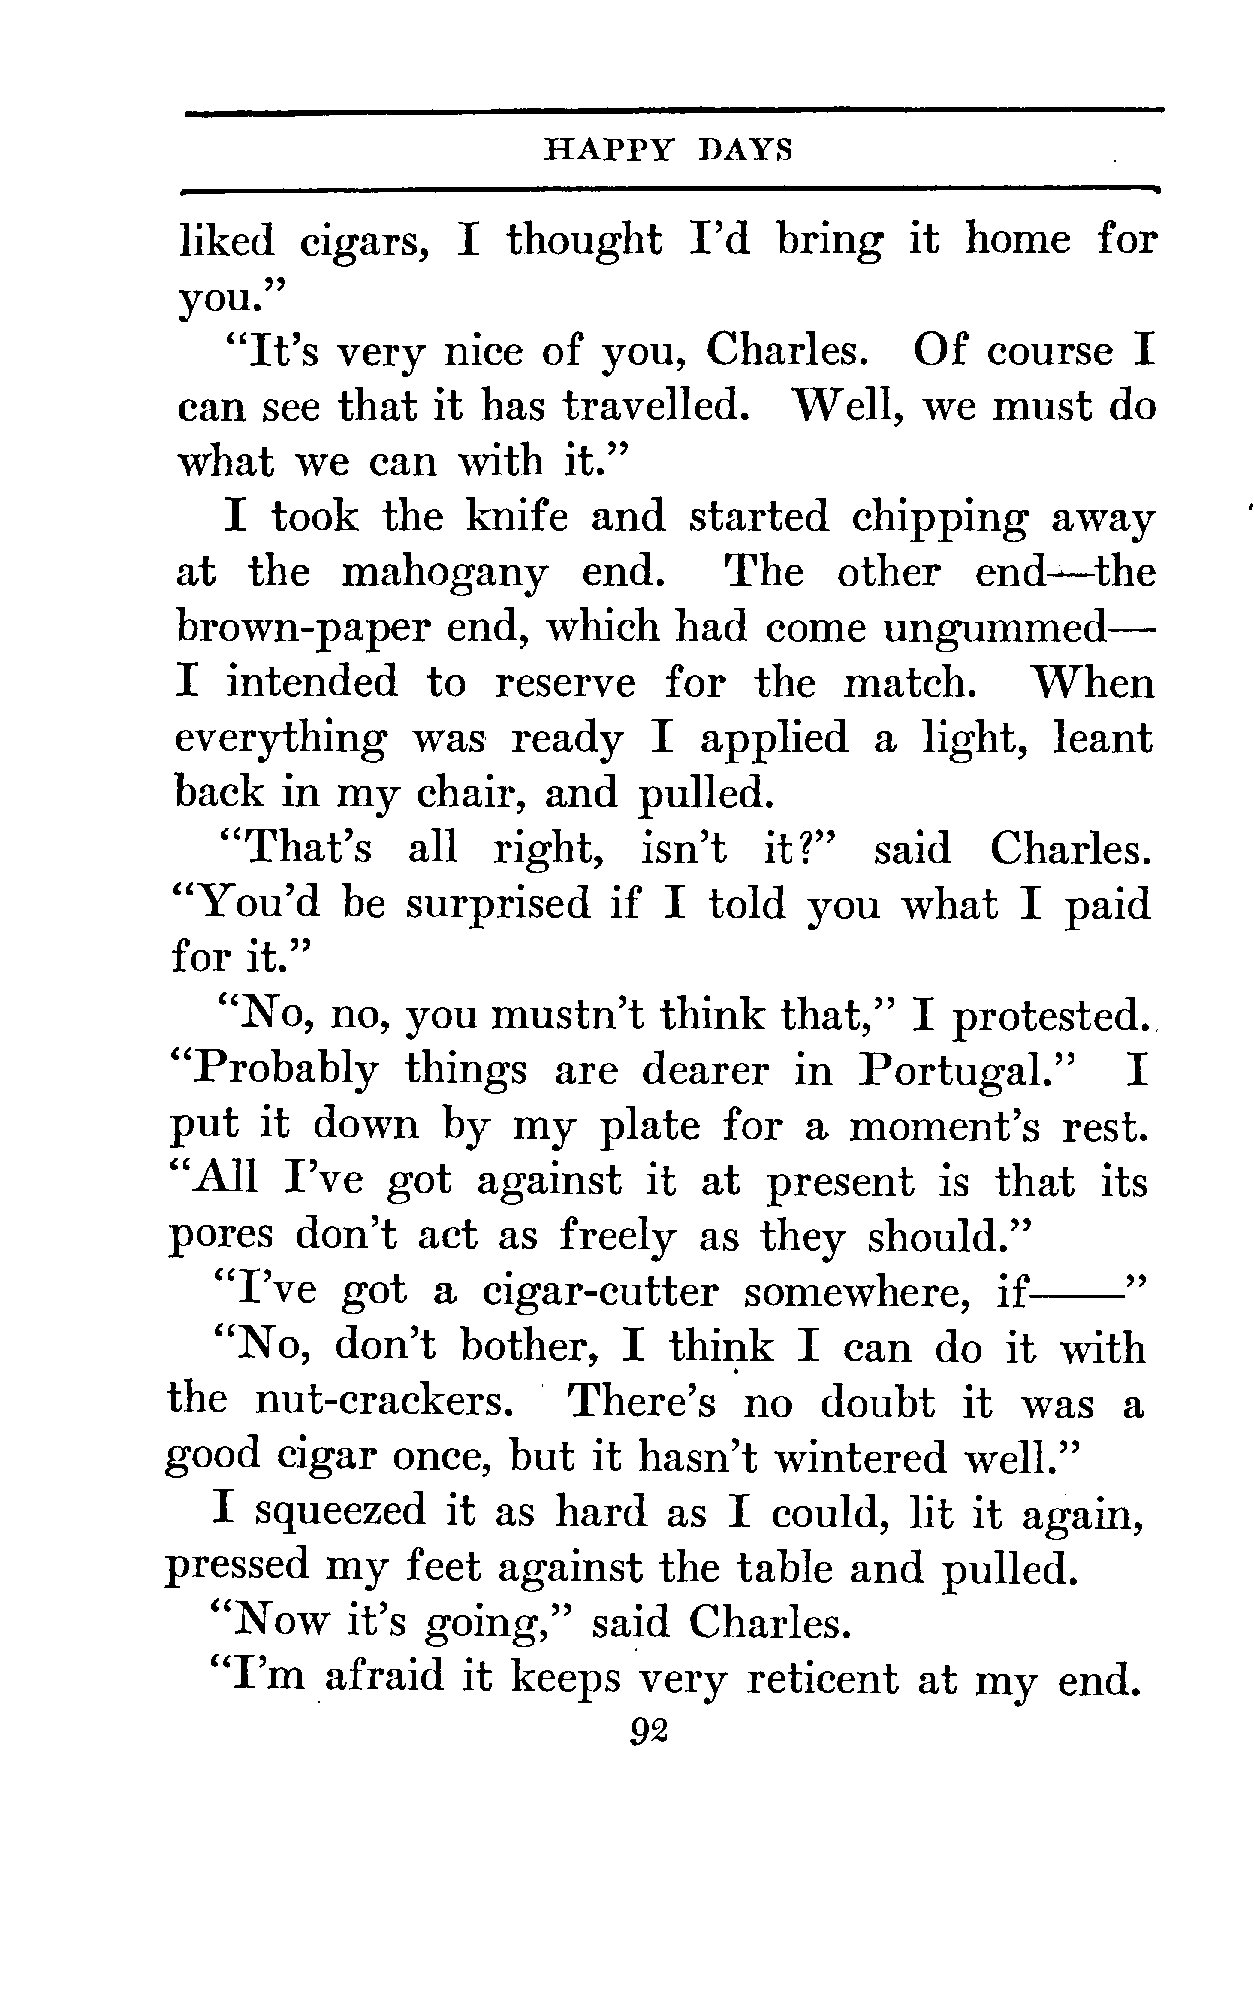 HAPPY DAYS
liked cigars, I thought I'd bring it home for
you."
"It's very nice of you, Charles. Of course I
can see that it has travelled. Well, we must do
what we can with it."
I took the knife and started chipping away
at the mahogany end. The other end—the
brown-paper end, which had come ungummed—
I intended to reserve for the match. When
everything was ready I applied a light, leant
back in my chair, and pulled.
"That's all right, isn't it?" said Charles.
"You'd be surprised if I told you what I paid
for it."
"No, no, you mustn't think that," I protested.
"Probably things are dearer in Portugal." I
put it down by my plate for a moment's rest.
"All I've got against it at present is that its
pores don't act as freely as they should."
"I've got a cigar-cutter somewhere, if——"
"No, don't bother, I think I can do it with
the nut-crackers. There's no doubt it was a
good cigar once, but it hasn't wintered well."
I squeezed it as hard as I could, lit it again,
pressed my feet against the table and pulled.
"Now it's going," said Charles.
"I'm afraid it keeps very reticent at my end.
92